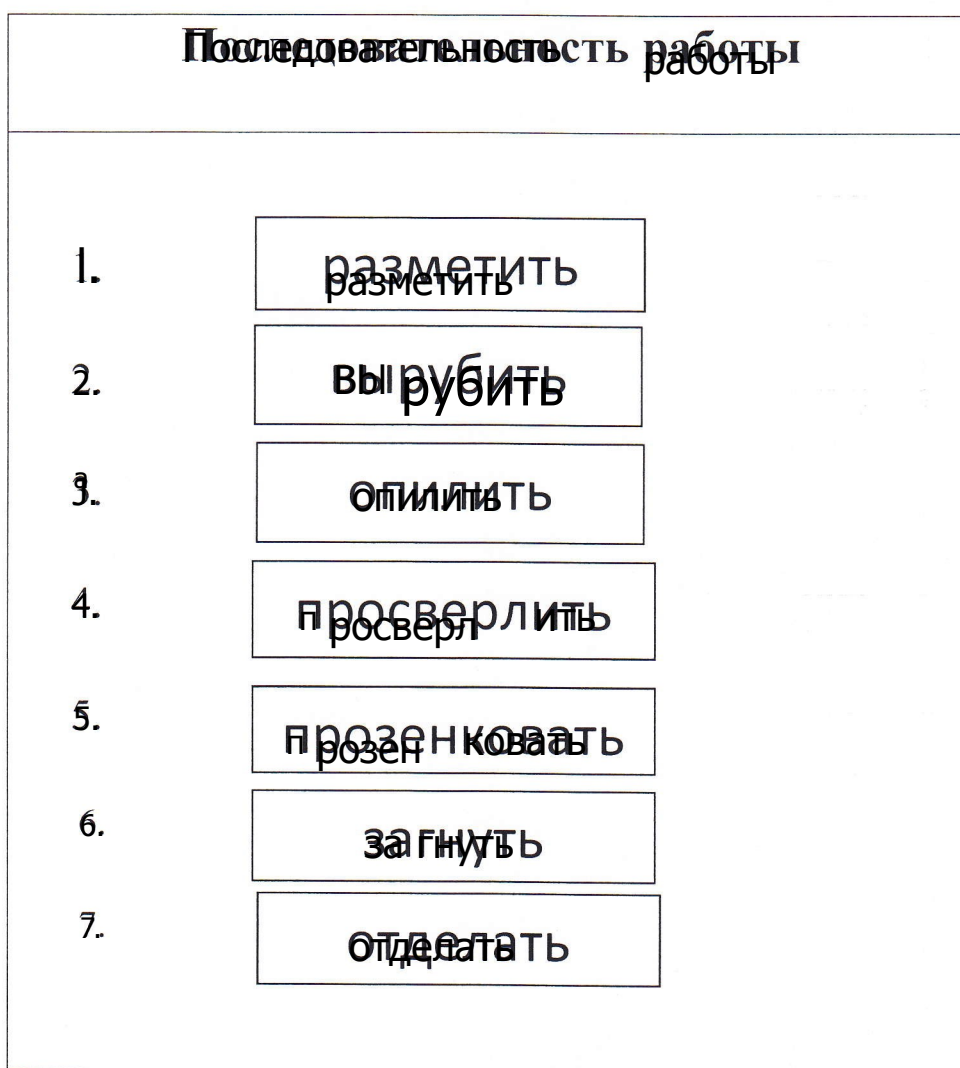 Последовательность работы
1. разметить
2. вырубить
3. опилить
4. просверлить
5. прозенковать
6. загнуть
7. отделать